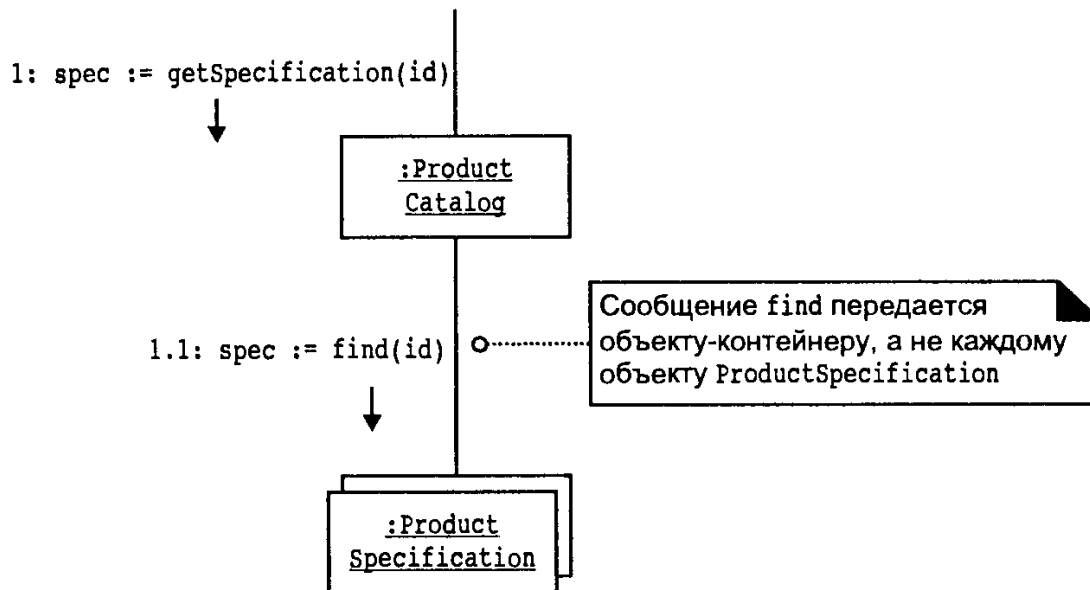 1: spec := getSpecification(id)
:Product
Catalog
Сообщение find передается
объекту-контейнеру, а не каждому
объекту ProductSpecification
1.1: spec := find(id)
:Product
Specification